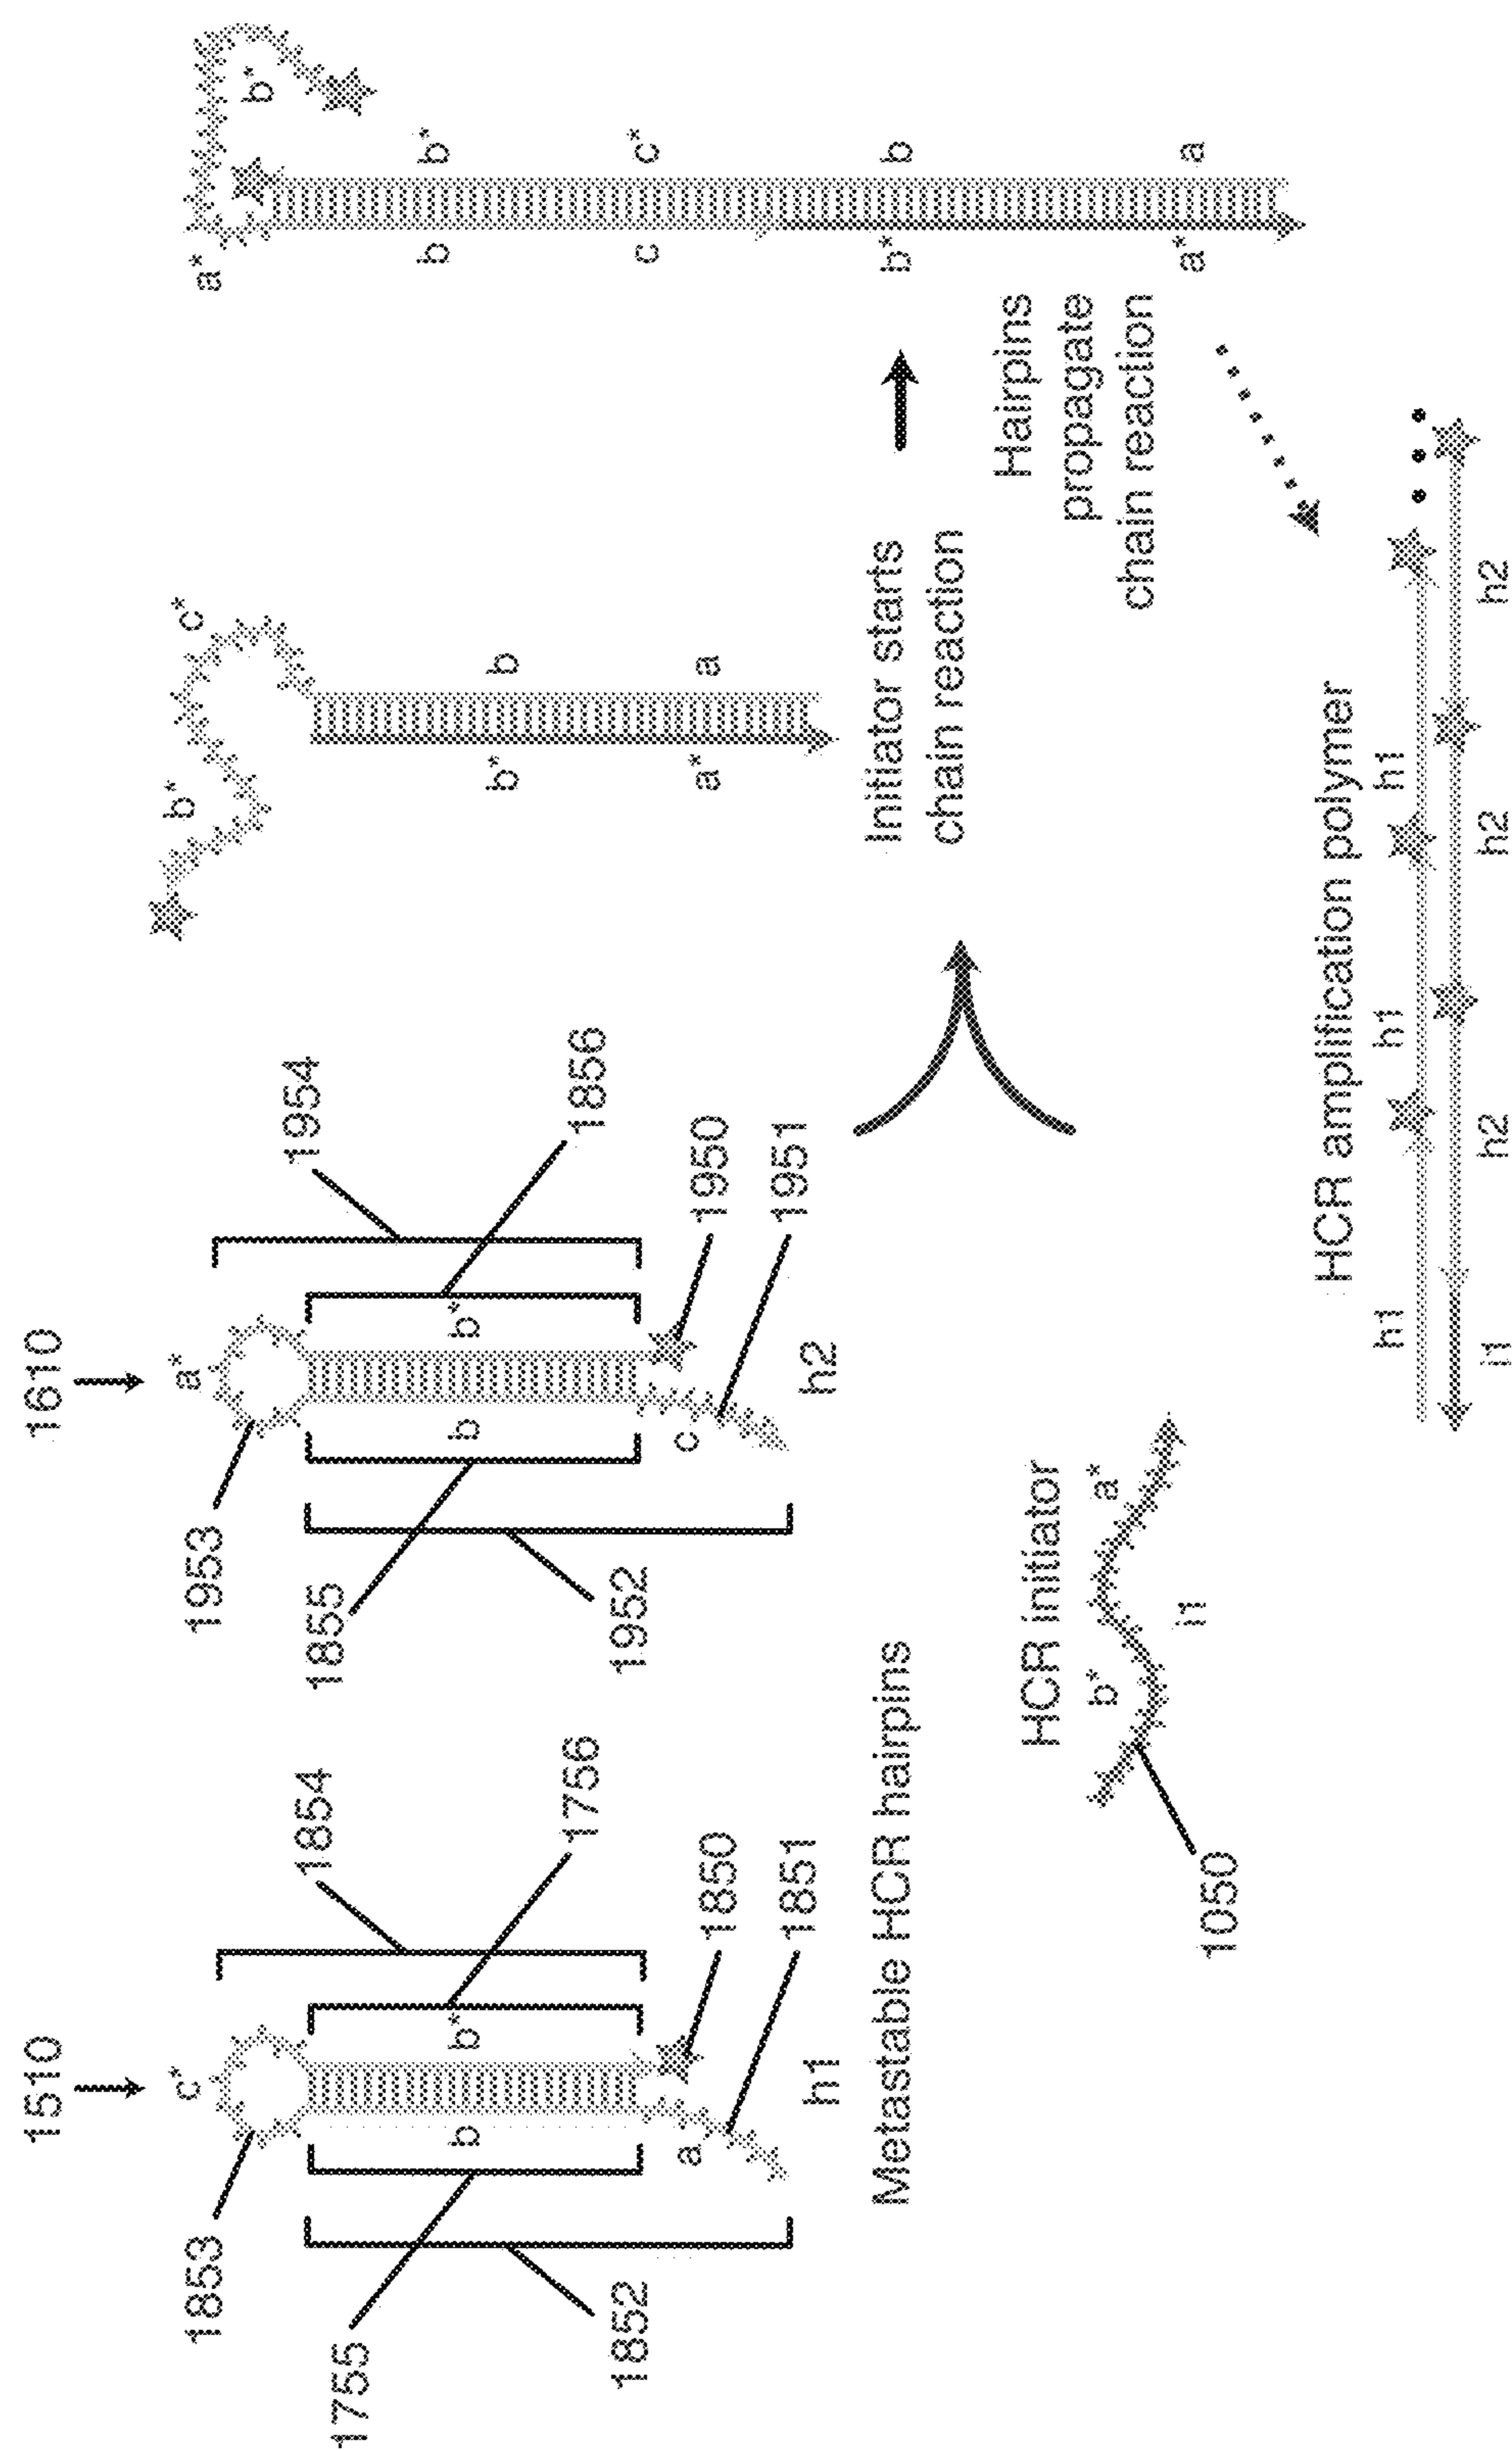 1510
c*
1853
1854
b
b*
1755
1756
1852
a
1850
1851
h1
1610
a*
1953
1954
b
b*
1855
1856
1952
c
1950
1951
h2
Metastable HCR hairpins
HCR initiator
b*
a*
I1
1050
b*
c*
b*
b
a*
a
Initiator starts
chain reaction
a*
b*
b
b*
c
c*
b*
b
a*
a
Hairpins
propagate
chain reaction
HCR amplification polymer
h1
h1
h1
I1
h2
h2
h2